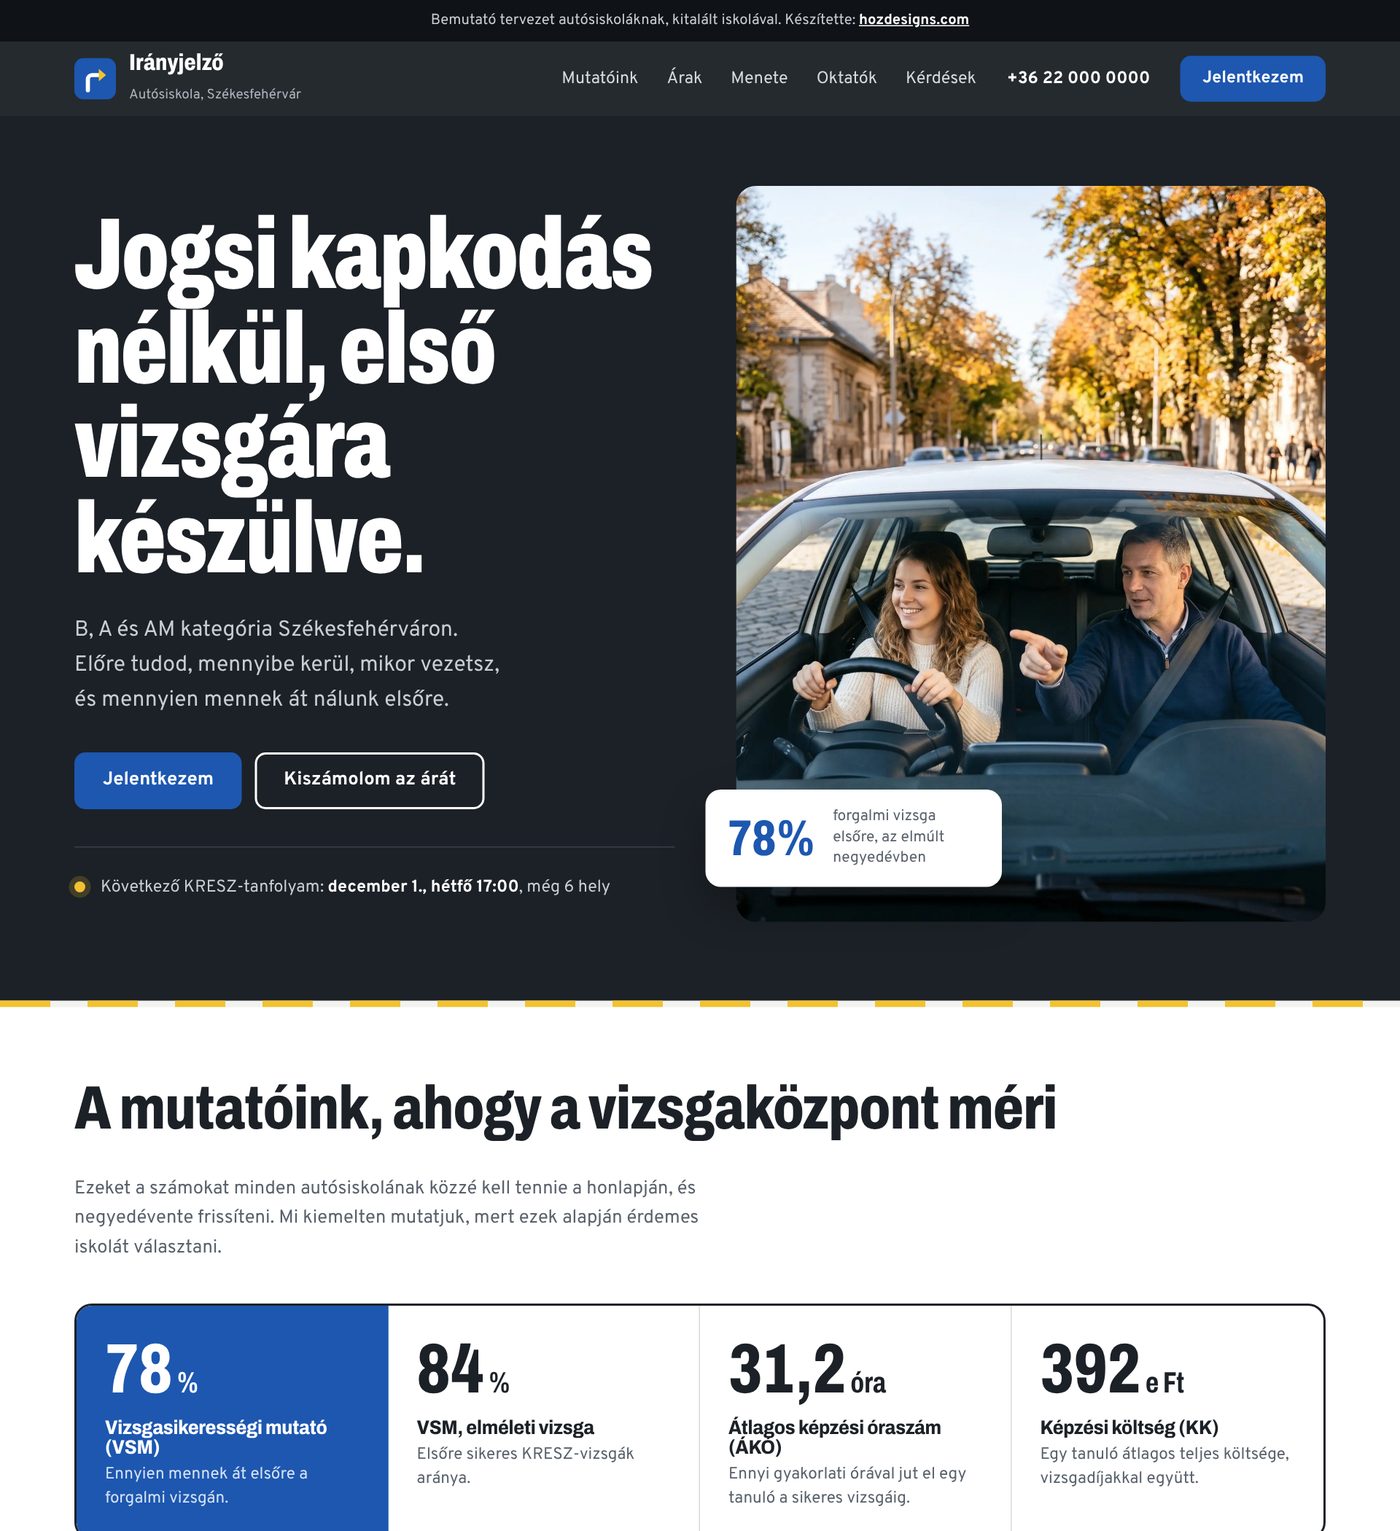 Bemutató tervezet autósiskoláknak, kitalált iskolával. Készítette: hozdesigns.com
Irányjelző
Autósiskola, Székesfehérvár
Mutatóink Árak Menete Oktatók Kérdések +36 22 000 0000 Jelentkezem
Jogsi kapkodás
nélkül, első
vizsgára
készülve.
B, A és AM kategória Székesfehérváron.
Előre tudod, mennyibe kerül, mikor vezetsz,
és mennyien mennek át nálunk elsőre.
Jelentkezem Kiszámolom az árát
Következő KRESZ-tanfolyam: december 1., hétfő 17:00, még 6 hely
78%
forgalmi vizsga
elsőre, az elmúlt
negyedévben
A mutatóink, ahogy a vizsgaközpont méri
Ezeket a számokat minden autósiskolának közzé kell tennie a honlapján, és
negyedévente frissíteni. Mi kiemelten mutatjuk, mert ezek alapján érdemes
iskolát választani.
78 %
Vizsgasikerességi mutató
(VSM)
Ennyien mennek át elsőre a
forgalmi vizsgán.
84 %
VSM, elméleti vizsga
Elsőre sikeres KRESZ-vizsgák
aránya.
31,2 óra
Átlagos képzési óraszám
(ÁKÓ)
Ennyi gyakorlati órával jut el egy
tanuló a sikeres vizsgáig.
392 e Ft
Képzési költség (KK)
Egy tanuló átlagos teljes költsége,
vizsgadíjakkal együtt.